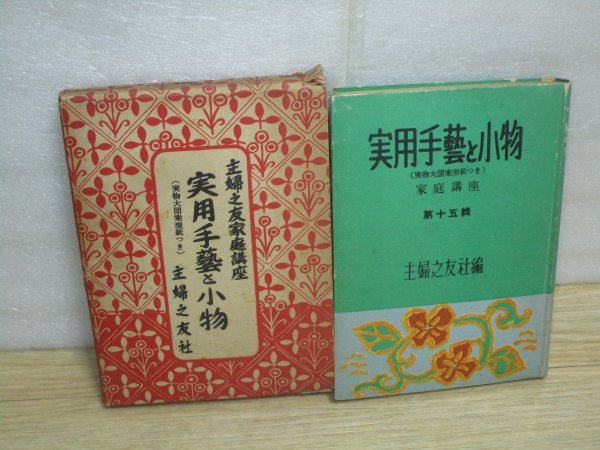 主婦之友家庭講座
実用手藝と小物
(実物大図案型紙つき)
主婦之友社
実用手藝と小物
(実物大図案型紙つき)
家庭講座
第十五輯
主婦之友社編